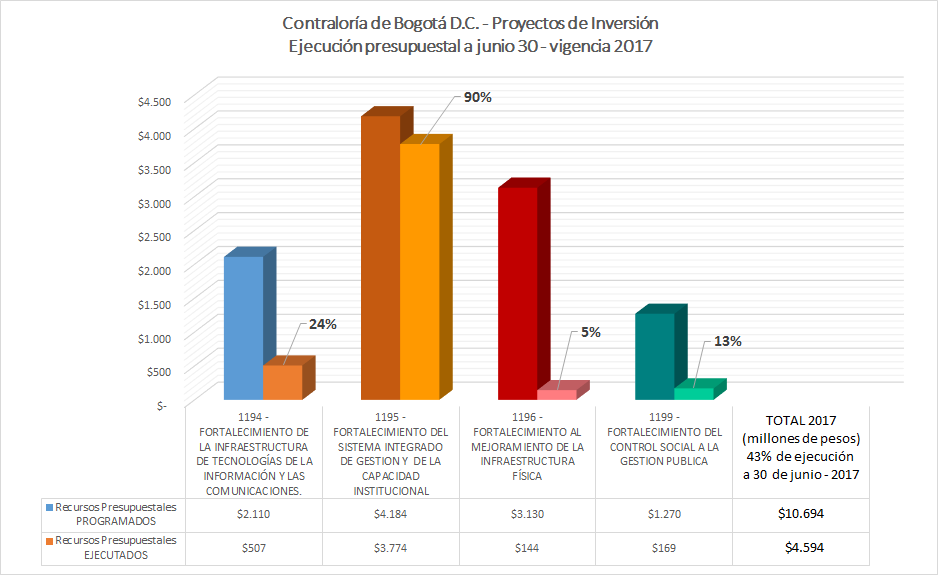 Contraloría de Bogotá D.C. - Proyectos de Inversión
Ejecución presupuestal a junio 30 - vigencia 2017
$4.500
$4.000
$3.500
$3.000
$2.500
$2.000
$1.500
$1.000
$500
$-
24%
90%
5%
13%
1194 -
FORTALECIMIENTO DE
LA INFRAESTRUCTURA
DE TECNOLOGÍAS DE LA
INFORMACIÓN Y LAS
COMUNICACIONES.
1195 -
FORTALECIMIENTO DEL
SISTEMA INTEGRADO
DE GESTION Y DE LA
CAPACIDAD
INSTITUCIONAL
1196 -
FORTALECIMIENTO AL
MEJORAMIENTO DE LA
INFRAESTRUCTURA
FÍSICA
1199 -
FORTALECIMIENTO DEL
CONTROL SOCIAL A LA
GESTION PUBLICA
TOTAL 2017
(millones de pesos)
43% de ejecución
a 30 de junio - 2017
Recursos Presupuestales
PROGRAMADOS
$2.110
$4.184
$3.130
$1.270
$10.694
Recursos Presupuestales
EJECUTADOS
$507
$3.774
$144
$169
$4.594